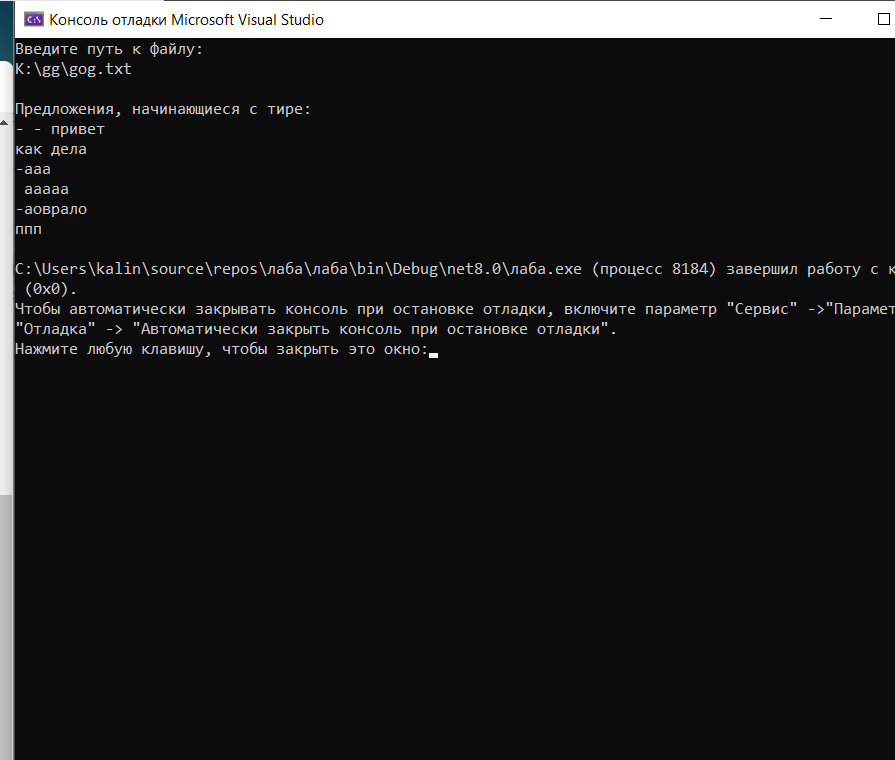 Консоль отладки Microsoft Visual Studio
Введите путь к файлу:
K:\gg\gog.txt
Предложения, начинающиеся с тире:
- - привет
как дела
-ааа
ааааа
-аоврало
ппп
C:\Users\kalin\source\repos\лаба\лаба\bin\Debug\net8.0\лаба.exe (процесс 8184) завершил работу с к
(0x0).
Чтобы автоматически закрывать консоль при остановке отладки, включите параметр "Сервис" ->"Парамет
"Отладка" -> "Автоматически закрыть консоль при остановке отладки".
Нажмите любую клавишу, чтобы закрыть это окно: